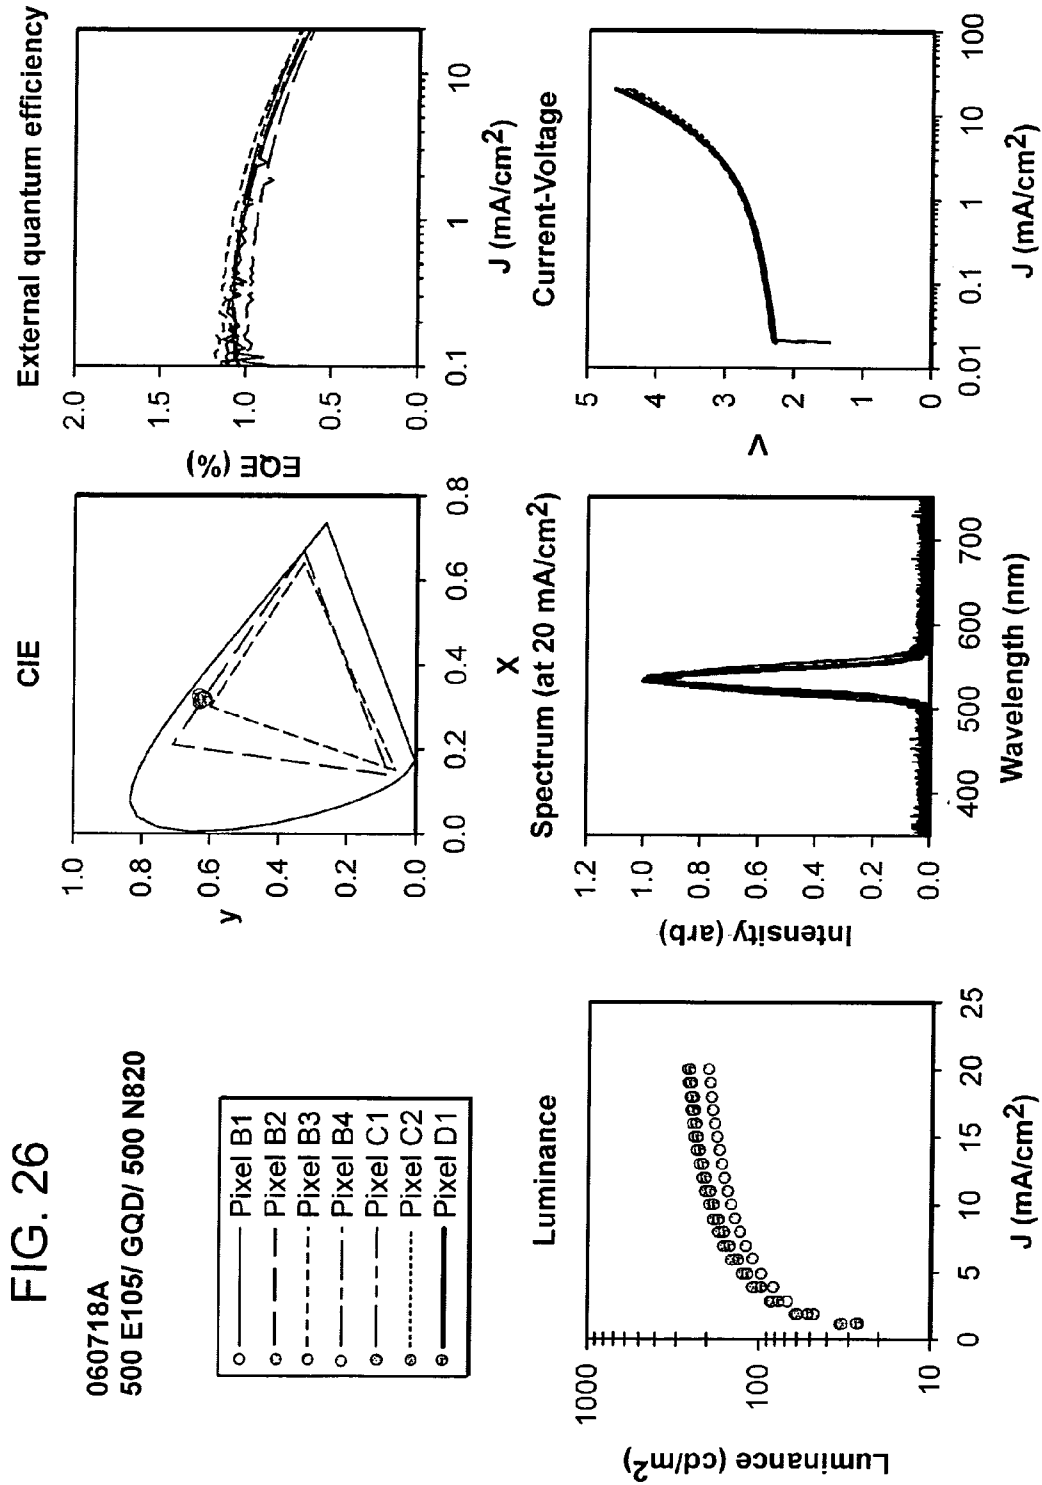 FIG. 26
060718A
500 E105/ GQD/ 500 N820
Pixel B1
Pixel B2
Pixel B3
Pixel B4
Pixel C1
Pixel C2
Pixel D1
CIE
y
1.0
0.8
0.6
0.4
0.2
0.0
0.0
0.2
0.4
0.6
0.8
X
External quantum efficiency
EQE (%)
2.0
1.5
1.0
0.5
0.0
0.1
1
10
J (mA/cm2)
Luminance
Luminance (cd/m2)
1000
100
10
0
5
10
15
20
25
J (mA/cm2)
Spectrum (at 20 mA/cm2)
Intensity (arb)
1.2
1.0
0.8
0.6
0.4
0.2
0.0
400
500
600
700
Wavelength (nm)
Current-Voltage
V
5
4
3
2
1
0
0.01
0.1
1
10
100
J (mA/cm2)